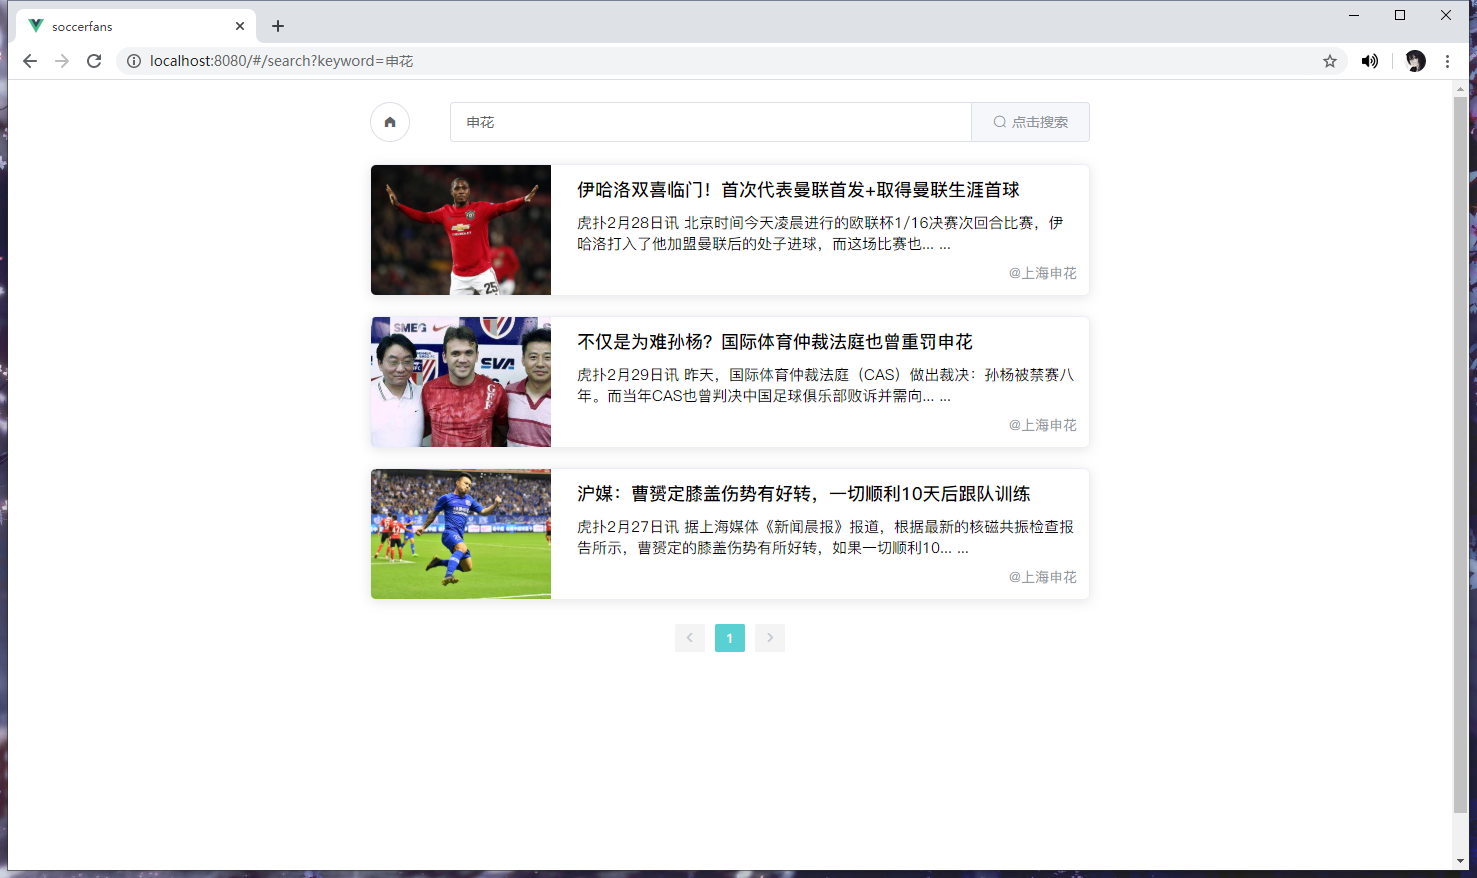 soccerfans
localhost:8080/#/search?keyword=申花
申花
点击搜索
伊哈洛双喜临门！首次代表曼联首发+取得曼联生涯首球
虎扑2月28日讯 北京时间今天凌晨进行的欧联杯1/16决赛次回合比赛，伊
哈洛打入了他加盟曼联后的处子进球，而这场比赛也... ...
@上海申花
25
SMEG
SVA
不仅是为难孙杨？国际体育仲裁法庭也曾重罚申花
虎扑2月29日讯 昨天，国际体育仲裁法庭（CAS）做出裁决：孙杨被禁赛八
年。而当年CAS也曾判决中国足球俱乐部败诉并需向... ...
@上海申花
沪媒：曹赟定膝盖伤势有好转，一切顺利10天后跟队训练
虎扑2月27日讯 据上海媒体《新闻晨报》报道，根据最新的核磁共振检查报
告所示，曹赟定的膝盖伤势有所好转，如果一切顺利10... ...
@上海申花
1